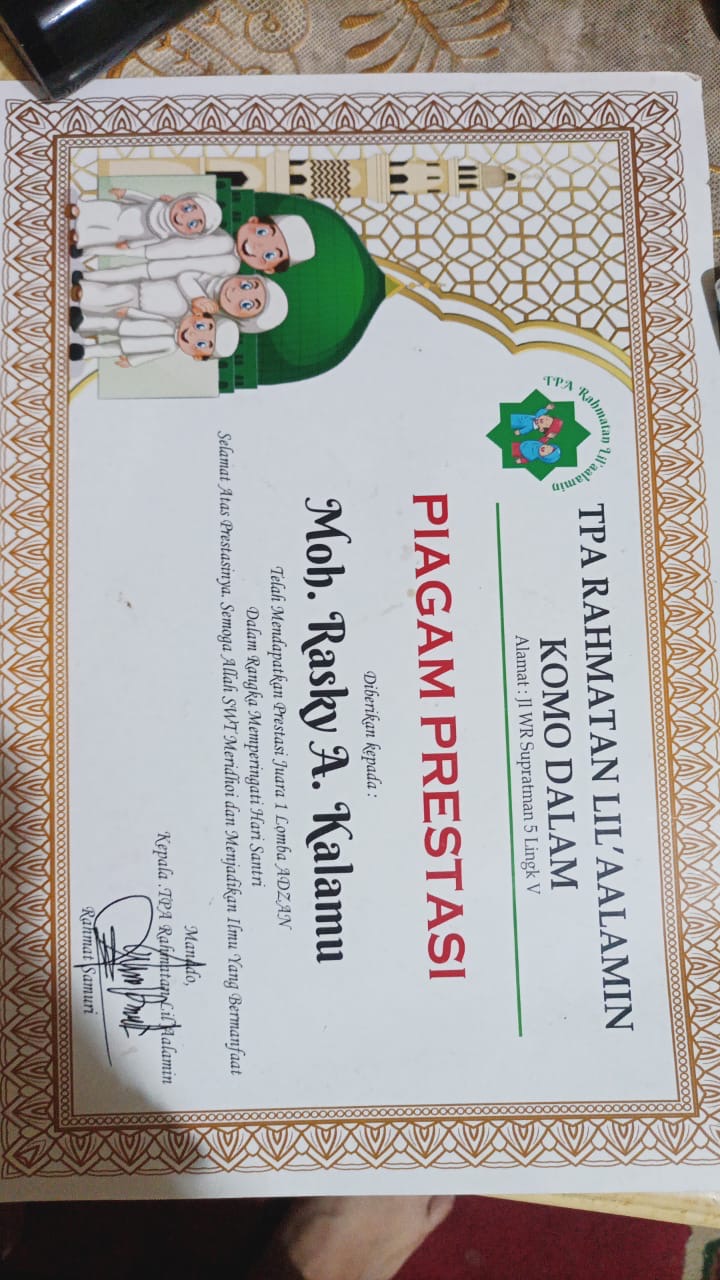 TPA Rahmatan Lil'aalamin
TPA RAHMATAN LIL'AALAMIN
KOMO DALAM
Alamat : Jl WR Supratman 5 Lingk V
PIAGAM PRESTASI
Diberikan kepada :
Moh. Rasky A. Kalamu
Telah Mendapatkan Prestasi Juara 1 Lomba ADZAN
Dalam Rangka Memperingati Hari Santri
Selamat Atas Prestasinya. Semoga Allah SWT Meridhoi dan Menjadikan Ilmu Yang Bermanfaat
Manado,
Kepala .TPA Rahmatan Lil Aalamin
Rahmat Samuri